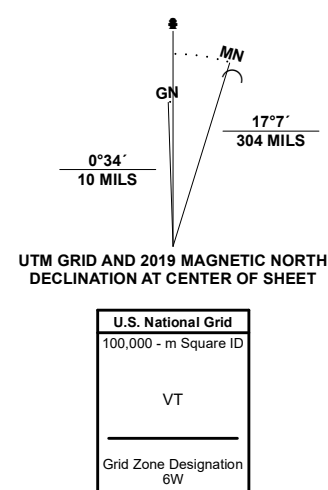 MN
GN
17°7´
304 MILS
0°34´
10 MILS
UTM GRID AND 2019 MAGNETIC NORTH
DECLINATION AT CENTER OF SHEET
U.S. National Grid
100,000 - m Square ID
VT
Grid Zone Designation
6W